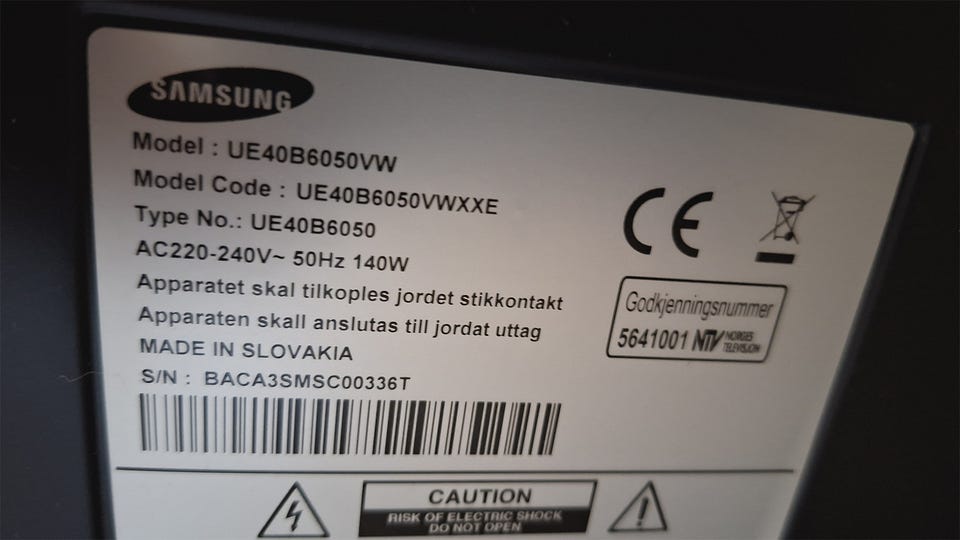 SAMSUNG
Model : UE40B6050VW
Model Code : UE40B6050VWXXE
Type No.: UE40B6050
AC220-240V~ 50Hz 140W
Apparatet skal tilkoples jordet stikkontakt
Apparaten skall anslutas till jordat uttag
MADE IN SLOVAKIA
S/N : BACA3SMSC00336T
CE
Godkjenningsnummer
5641001 NTV NORGES
TELEVISJON
CAUTION
RISK OF ELECTRIC SHOCK
DO NOT OPEN